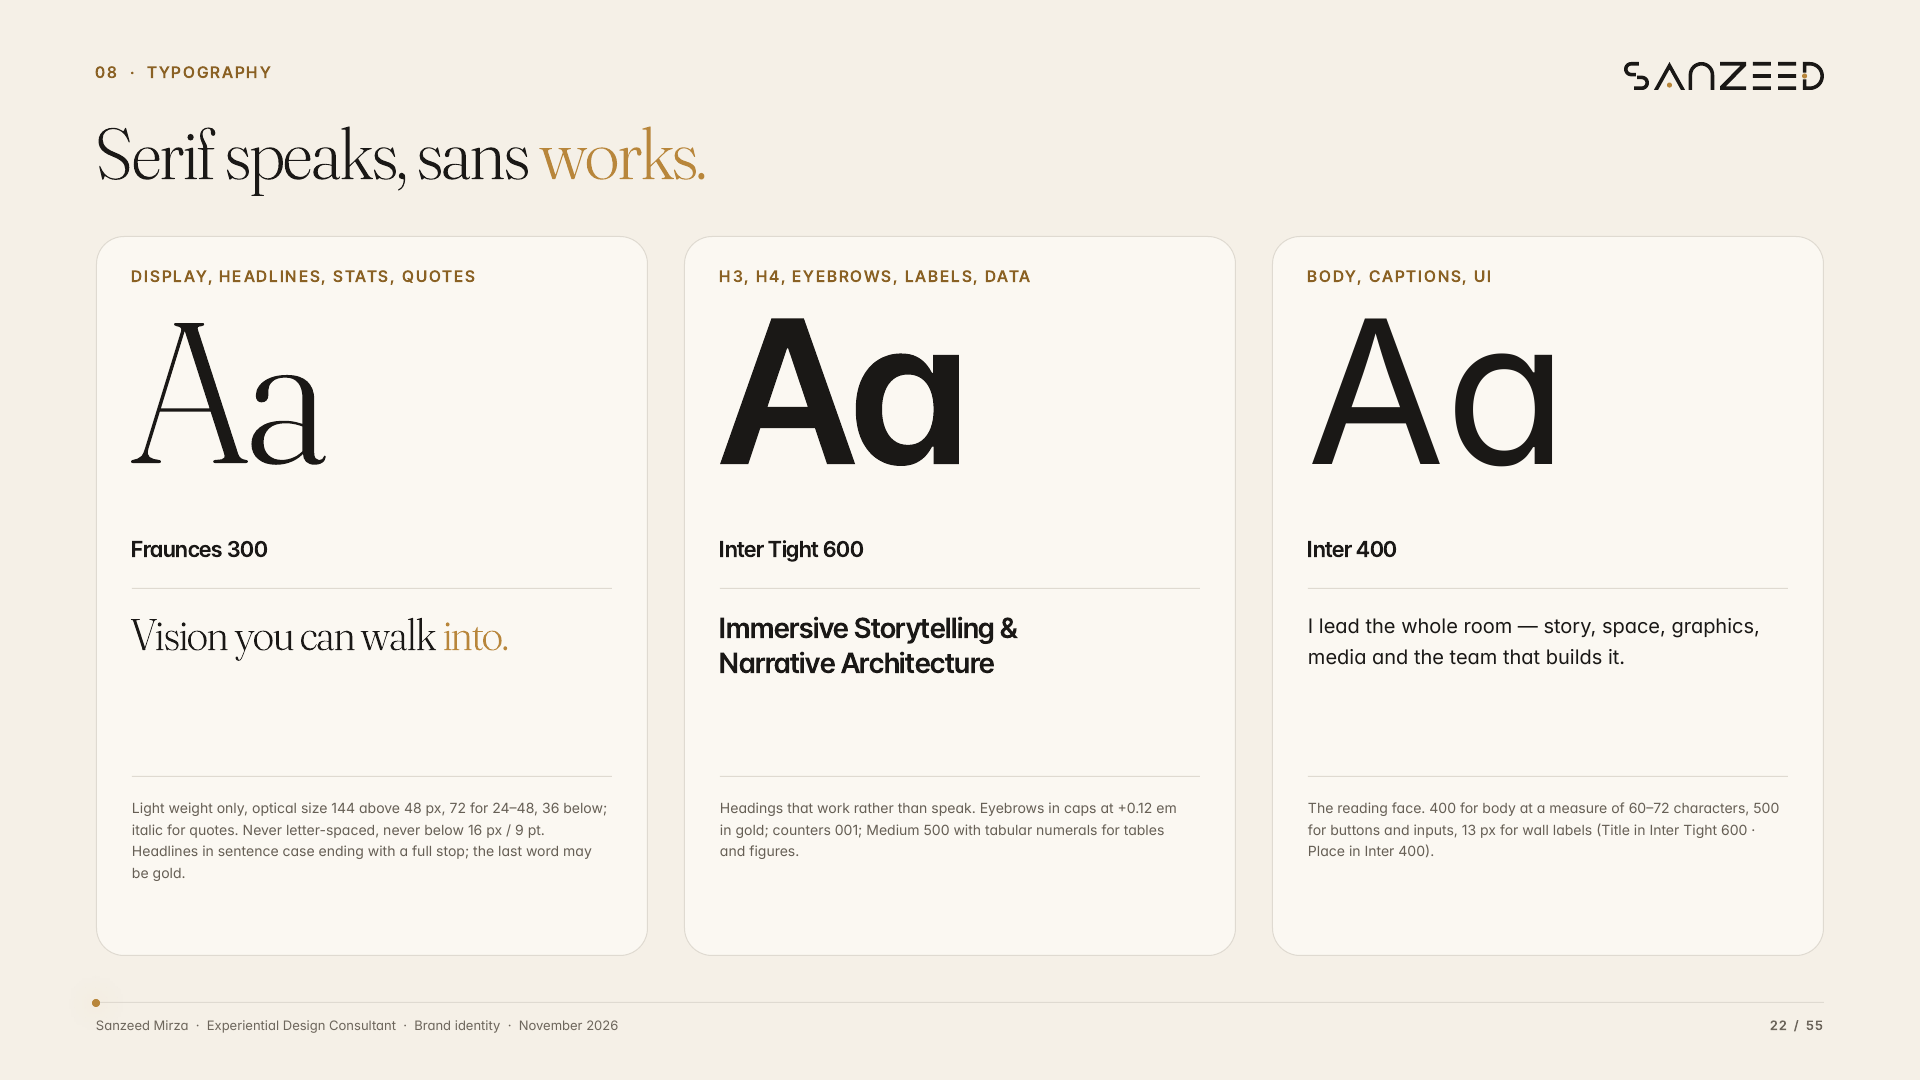 08 · TYPOGRAPHY
SANZEED
Serif speaks, sans works.
DISPLAY, HEADLINES, STATS, QUOTES
Aa
Fraunces 300
Vision you can walk into.
Light weight only, optical size 144 above 48 px, 72 for 24–48, 36 below;
italic for quotes. Never letter-spaced, never below 16 px / 9 pt.
Headlines in sentence case ending with a full stop; the last word may
be gold.
H3, H4, EYEBROWS, LABELS, DATA
Aa
Inter Tight 600
Immersive Storytelling &
Narrative Architecture
Headings that work rather than speak. Eyebrows in caps at +0.12 em
in gold; counters 001; Medium 500 with tabular numerals for tables
and figures.
BODY, CAPTIONS, UI
Aa
Inter 400
I lead the whole room — story, space, graphics,
media and the team that builds it.
The reading face. 400 for body at a measure of 60–72 characters, 500
for buttons and inputs, 13 px for wall labels (Title in Inter Tight 600 ·
Place in Inter 400).
Sanzeed Mirza · Experiential Design Consultant · Brand identity · November 2026
22 / 55